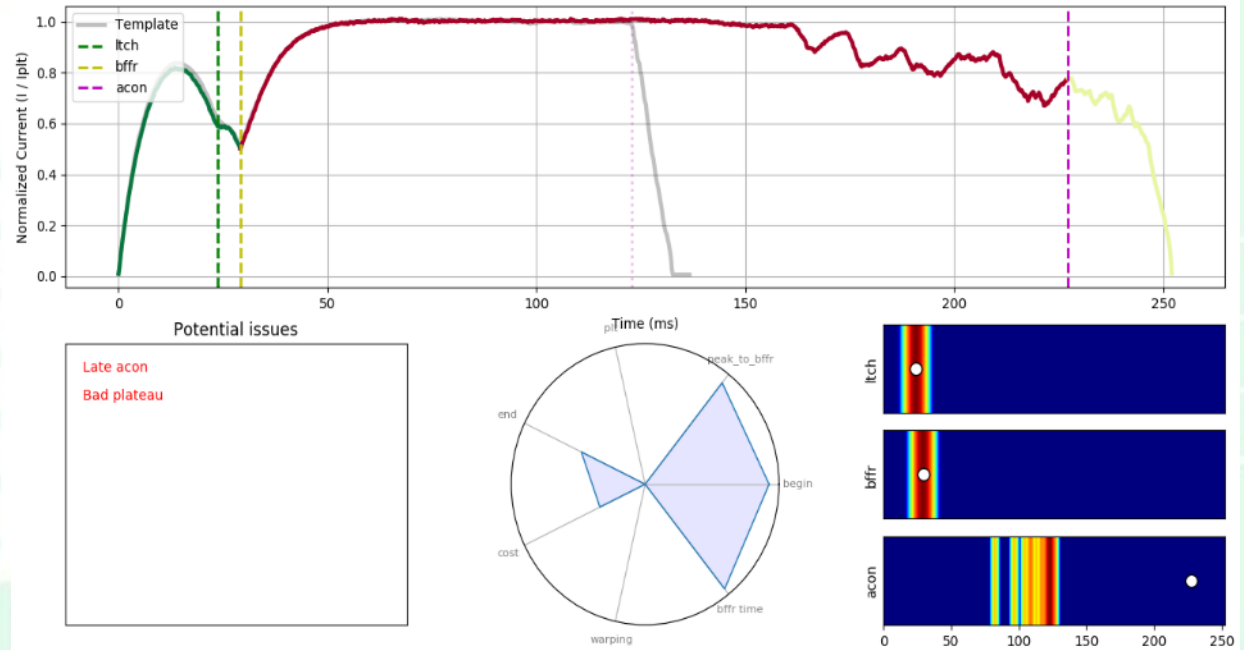 Normalized Current (I / Iplt)
1.0
0.8
0.6
0.4
0.2
0.0
Template
ltch
bffr
acon
0 50 100 150 200 250
Time (ms)
Potential issues
Late acon
Bad plateau
plt
peak_to_bffr
end
begin
cost
bffr time
warping
ltch
bffr
acon
0 50 100 150 200 250